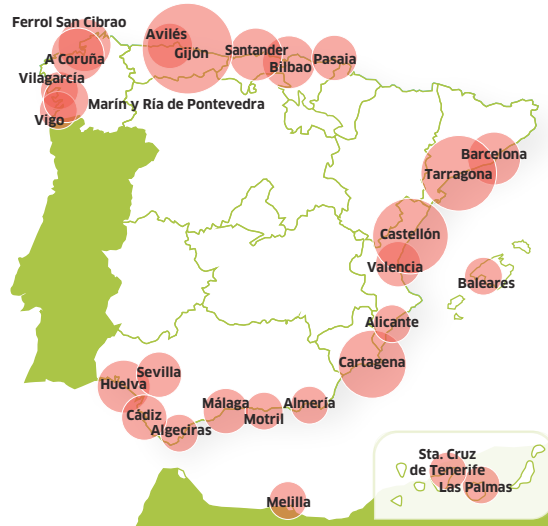 Ferrol San Cibrao
Avilés
Gijón
Santander
Bilbao
Pasaia
A Coruña
Vilagarcía
Marín y Ría de Pontevedra
Vigo
Barcelona
Tarragona
Castellón
Valencia
Baleares
Alicante
Cartagena
Sevilla
Huelva
Cádiz
Algeciras
Málaga
Motril
Almería
Melilla
Sta. Cruz
de Tenerife
Las Palmas